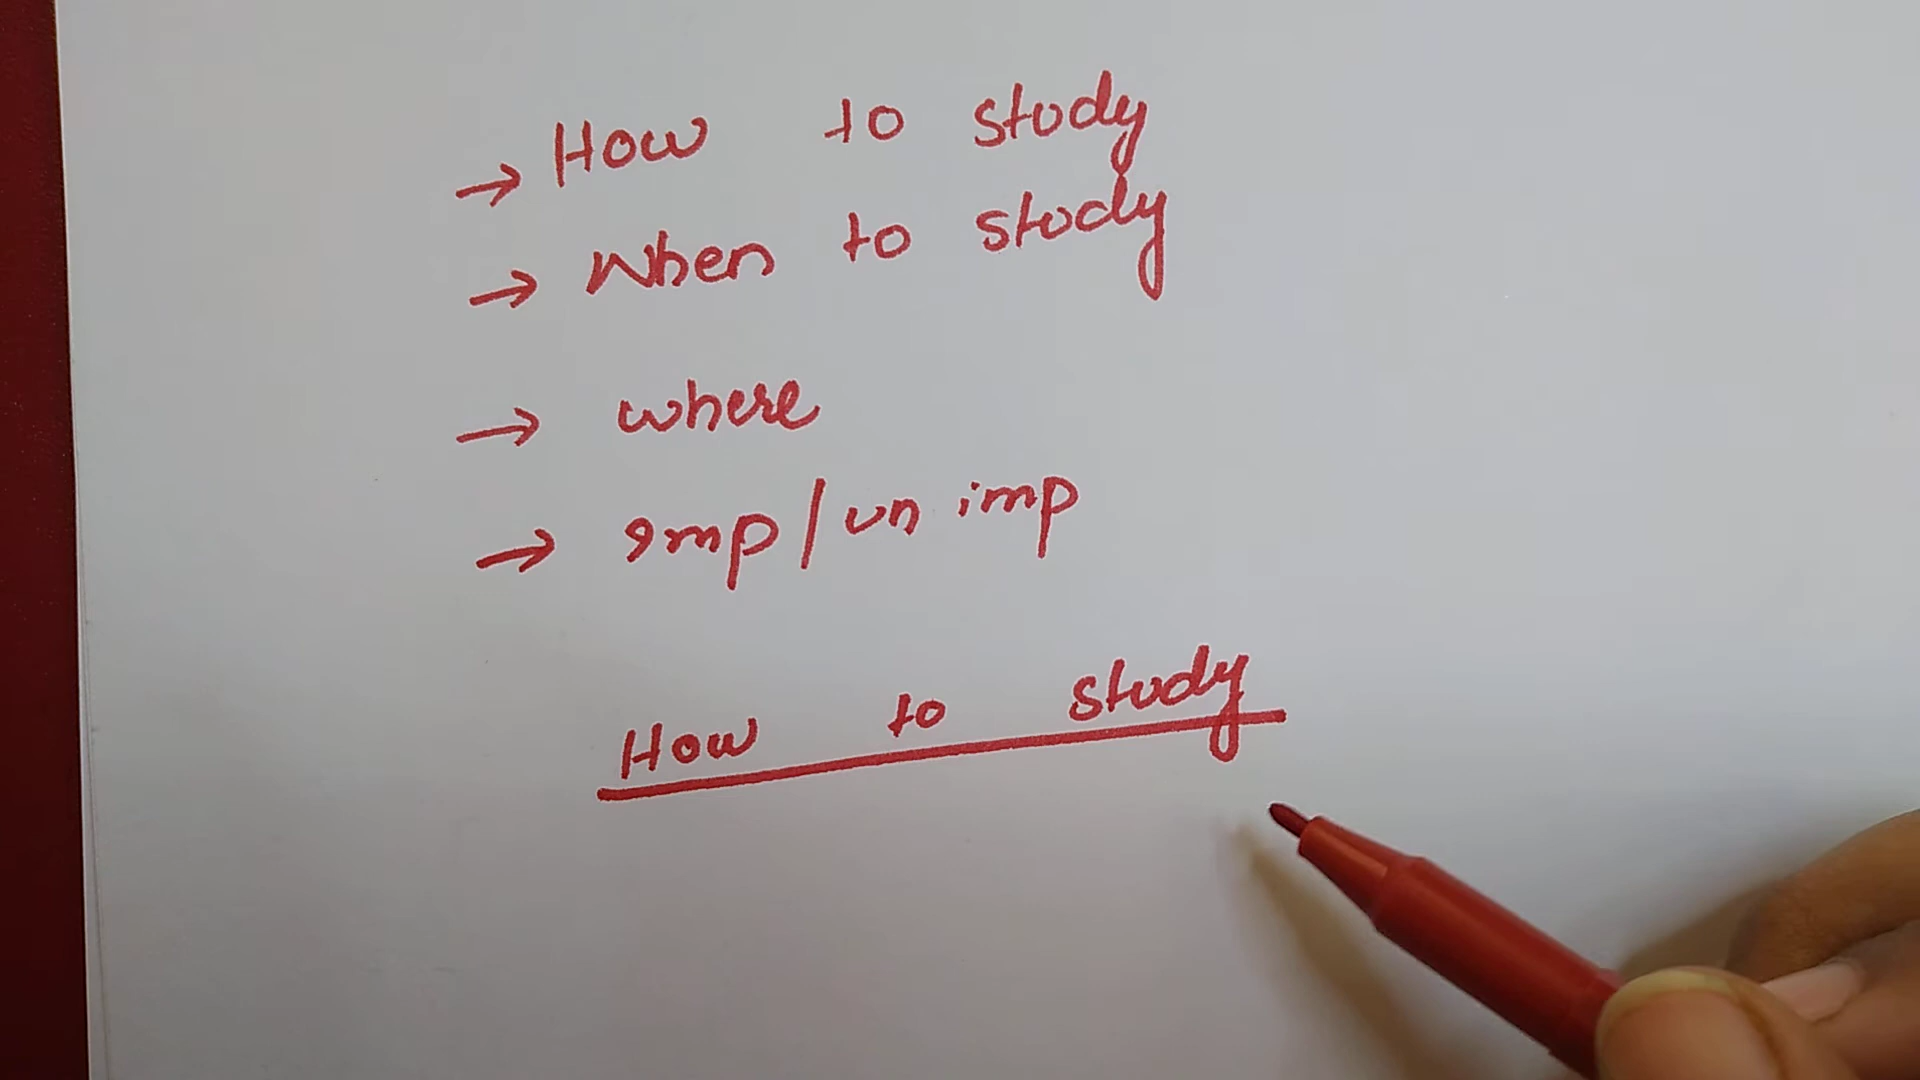 → How to study
→ When to study
→ where
→ Imp/un imp
How to study